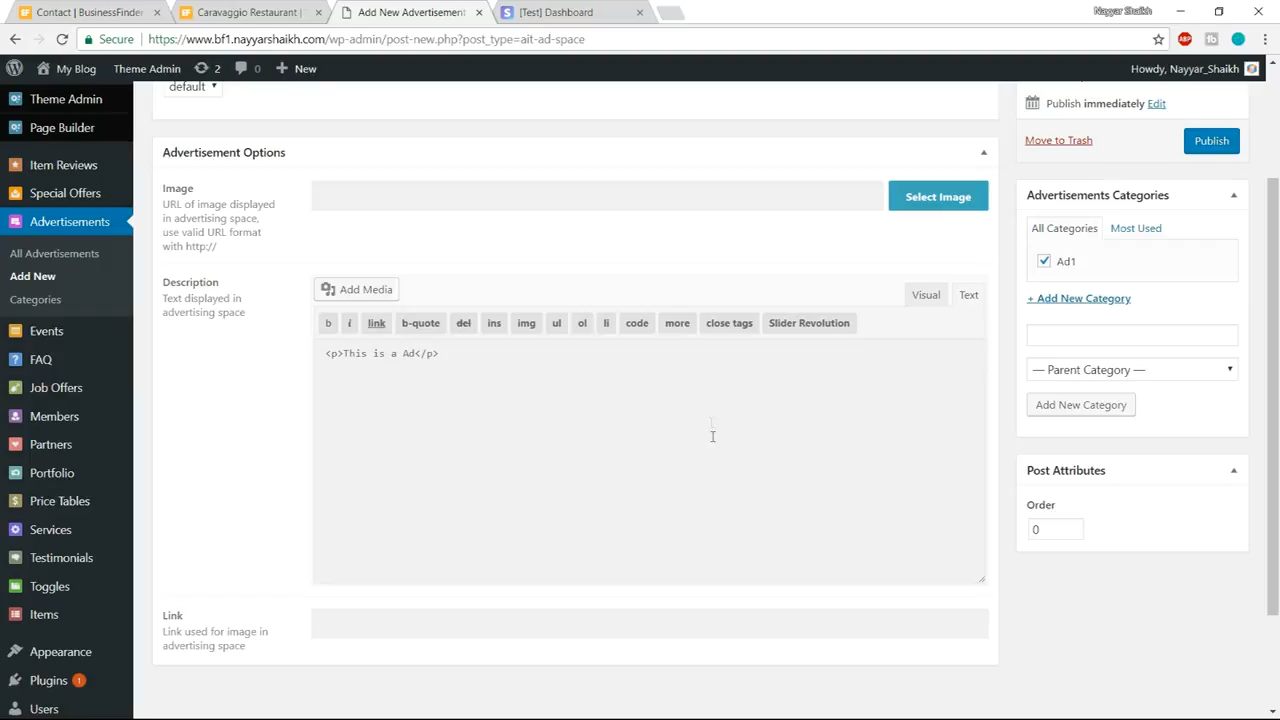 Contact | BusinessFinder
Caravaggio Restaurant |
Add New Advertisement
[Test] Dashboard
Nayyar Shaikh
Secure
https://www.bf1.nayyarshaikh.com/wp-admin/post-new.php?post_type=ait-ad-space
My Blog
Theme Admin
2
0
New
Howdy, Nayyar_Shaikh
Theme Admin
Page Builder
Item Reviews
Special Offers
Advertisements
All Advertisements
Add New
Categories
Events
FAQ
Job Offers
Members
Partners
Portfolio
Price Tables
Services
Testimonials
Toggles
Items
Appearance
Plugins 1
Users
default
Advertisement Options
Image
URL of image displayed
in advertising space,
use valid URL format
with http://
Select Image
Description
Text displayed in
advertising space
Add Media
Visual
Text
b
i
link
b-quote
del
ins
img
ul
ol
li
code
more
close tags
Slider Revolution
<p>This is a Ad</p>
Link
Link used for image in
advertising space
Publish immediately Edit
Move to Trash
Publish
Advertisements Categories
All Categories
Most Used
Ad1
+ Add New Category
— Parent Category —
Add New Category
Post Attributes
Order
0